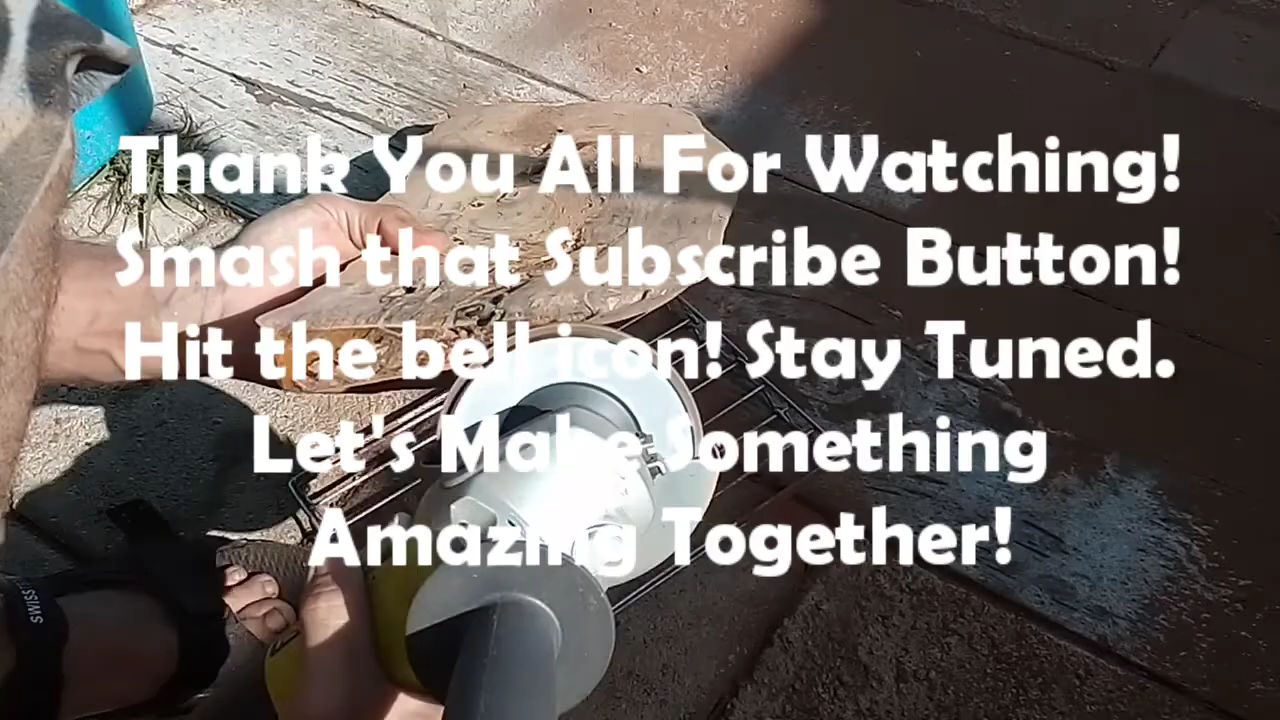 Thank You All For Watching!
Smash that Subscribe Button!
Hit the bell icon! Stay Tuned.
Let's Make Something
Amazing Together!
SWISS